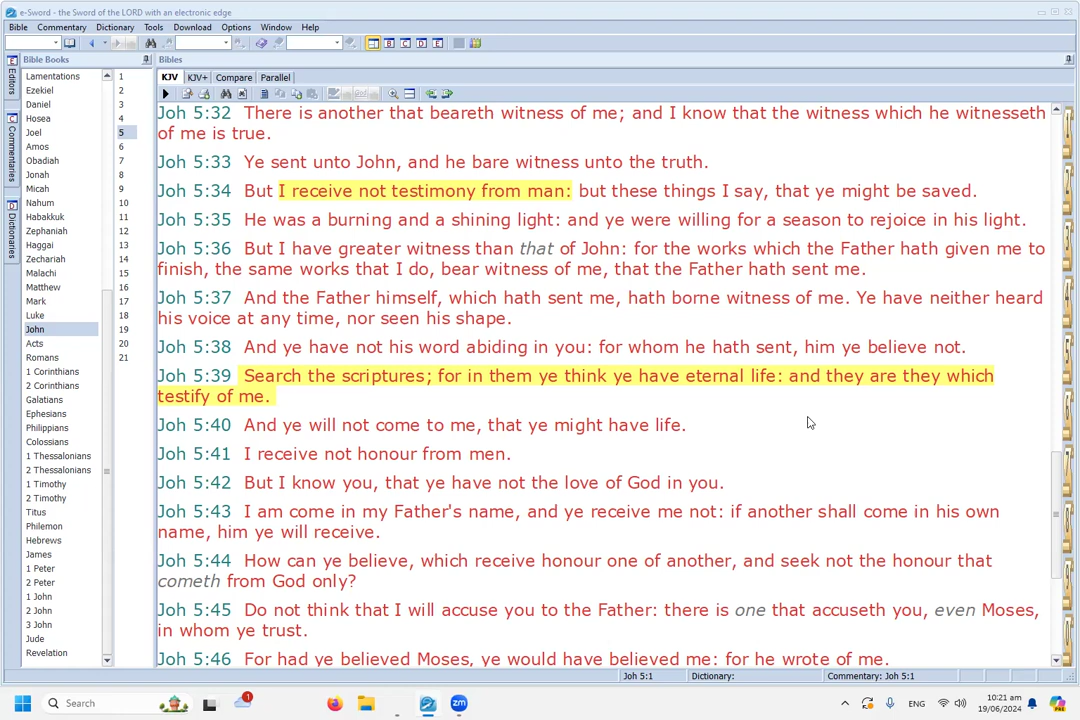 e-Sword - the Sword of the LORD with an electronic edge
Bible Commentary Dictionary Tools Download Options Window Help
B C D E
Bible Books
Bibles
KJV KJV+ Compare Parallel
Editors
Commentaries
Dictionaries
Lamentations
Ezekiel
Daniel
Hosea
Joel
Amos
Obadiah
Jonah
Micah
Nahum
Habakkuk
Zephaniah
Haggai
Zechariah
Malachi
Matthew
Mark
Luke
John
Acts
Romans
1 Corinthians
2 Corinthians
Galatians
Ephesians
Philippians
Colossians
1 Thessalonians
2 Thessalonians
1 Timothy
2 Timothy
Titus
Philemon
Hebrews
James
1 Peter
2 Peter
1 John
2 John
3 John
Jude
Revelation
1
2
3
4
5
6
7
8
9
10
11
12
13
14
15
16
17
18
19
20
21
Joh 5:32 There is another that beareth witness of me; and I know that the witness which he witnesseth
of me is true.
Joh 5:33 Ye sent unto John, and he bare witness unto the truth.
Joh 5:34 But I receive not testimony from man: but these things I say, that ye might be saved.
Joh 5:35 He was a burning and a shining light: and ye were willing for a season to rejoice in his light.
Joh 5:36 But I have greater witness than that of John: for the works which the Father hath given me to
finish, the same works that I do, bear witness of me, that the Father hath sent me.
Joh 5:37 And the Father himself, which hath sent me, hath borne witness of me. Ye have neither heard
his voice at any time, nor seen his shape.
Joh 5:38 And ye have not his word abiding in you: for whom he hath sent, him ye believe not.
Joh 5:39 Search the scriptures; for in them ye think ye have eternal life: and they are they which
testify of me.
Joh 5:40 And ye will not come to me, that ye might have life.
Joh 5:41 I receive not honour from men.
Joh 5:42 But I know you, that ye have not the love of God in you.
Joh 5:43 I am come in my Father's name, and ye receive me not: if another shall come in his own
name, him ye will receive.
Joh 5:44 How can ye believe, which receive honour one of another, and seek not the honour that
cometh from God only?
Joh 5:45 Do not think that I will accuse you to the Father: there is one that accuseth you, even Moses,
in whom ye trust.
Joh 5:46 For had ye believed Moses, ye would have believed me: for he wrote of me.
Joh 5:1 Dictionary: Commentary: Joh 5:1
Search
1
zm
ENG
10:21 am
19/06/2024
PRE